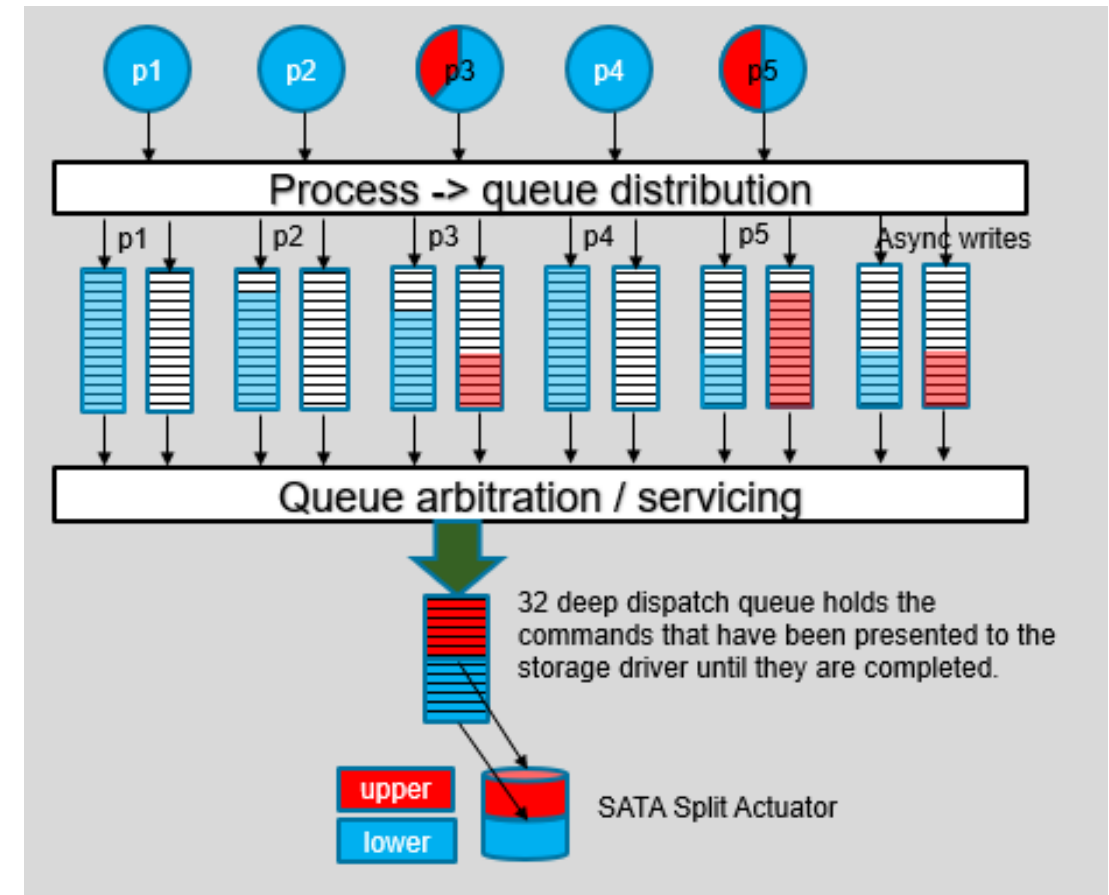 p1 p2 p3 p4 p5
Process -> queue distribution
p1 p2 p3 p4 p5 Async writes
Queue arbitration / servicing
32 deep dispatch queue holds the
commands that have been presented to the
storage driver until they are completed.
upper
lower
SATA Split Actuator